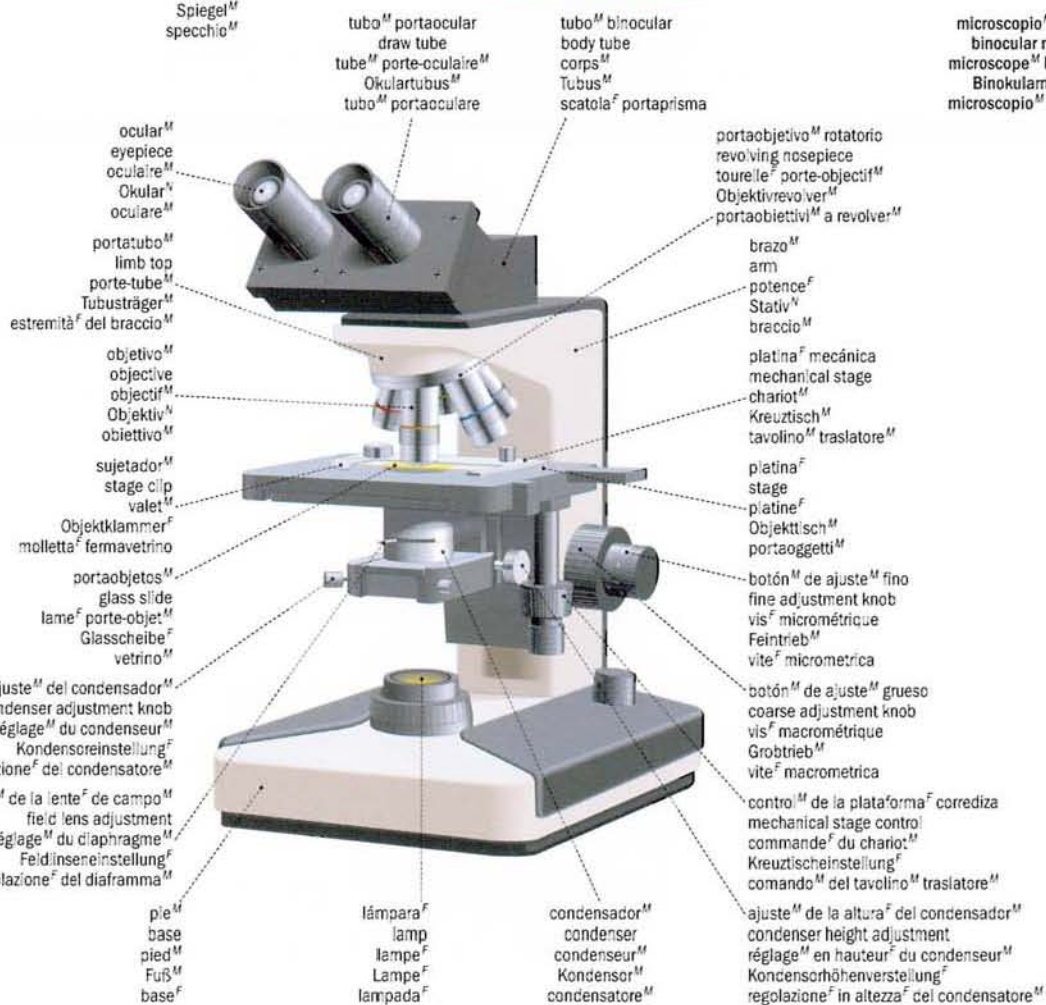 Spiegel^M
specchio^M
tubo^M portaocular
draw tube
tube^M porte-oculaire^M
Okulartubus^M
tubo^M portaoculare
tubo^M binocular
body tube
corps^M
Tubus^M
scatola^F portaprisma
microscopio^M
binocular
microscope^M
microscopio^M
ocular^M
eyepiece
oculaire^M
Okular^N
oculare^M
portaobjetivo^M rotatorio
revolving nosepiece
tourelle^F porte-objectif^M
Objektivrevolver^M
portaobiettivi^M a revolver^M
portatubo^M
limb top
porte-tube^M
Tubusträger^M
estremità^F del braccio^M
brazo^M
arm
potence^F
Stativ^N
braccio^M
objetivo^M
objective
objectif^M
Objektiv^N
obiettivo^M
platina^F mecánica
mechanical stage
chariot^M
Kreuztisch^M
tavolino^M traslatore^M
sujetador^M
stage clip
valet^M
Objektklammer^F
molletta^F fermavetrino
platina^F
stage
platine^F
Objekttisch^M
portaoggetti^M
portaobjetos^M
glass slide
lame^F porte-objet^M
Glasscheibe^F
vetrino^M
botón^M de ajuste^M fino
fine adjustment knob
vis^F micrométrique
Feintrieb^M
vite^F micrometrica
juste^M del condensador^M
ndenser adjustment knob
réglage^M du condenseur^M
Kondensoreinstellung^F
zione^F del condensatore^M
botón^M de ajuste^M grueso
coarse adjustment knob
vis^F macrométrique
Grobtrieb^M
vite^F macrometrica
^M de la lente^F de campo^M
field lens adjustment
réglage^M du diaphragme^M
Feldlinseneinstellung^F
lazione^F del diaframma^M
control^M de la plataforma^F corrediza
mechanical stage control
commande^F du chariot^M
Kreuztischeinstellung^F
comando^M del tavolino^M traslatore^M
pie^M
base
pied^M
Fuß^M
base^F
lámpara^F
lamp
lampe^F
Lampe^F
lampada^F
condensador^M
condenser
condenseur^M
Kondensor^M
condensatore^M
ajuste^M de la altura^F del condensador^M
condenser height adjustment
réglage^M en hauteur^F du condenseur^M
Kondensorhöhenverstellung^F
regolazione^F in altezza^F del condensatore^M